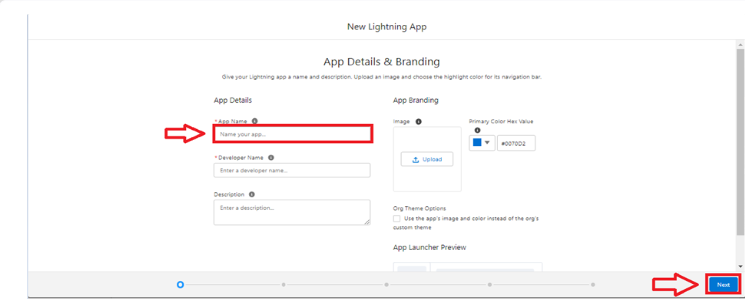 New Lightning App
App Details & Branding
Give your Lightning app a name and description. Upload an image and choose the highlight color for its navigation bar.
App Details
App Branding
* App Name
Name your app...
* Developer Name
Enter a developer name...
Description
Enter a description...
Image
Upload
Primary Color Hex Value
#0070D2
Org Theme Options
Use the app's image and color instead of the org's
custom theme
App Launcher Preview
Next